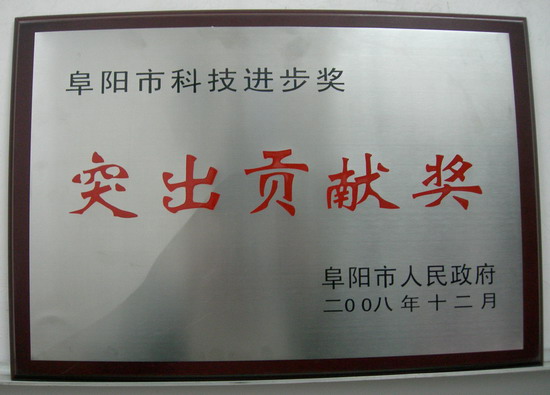 阜阳市科技进步奖
突出贡献奖
阜阳市人民政府
二00八年十二月